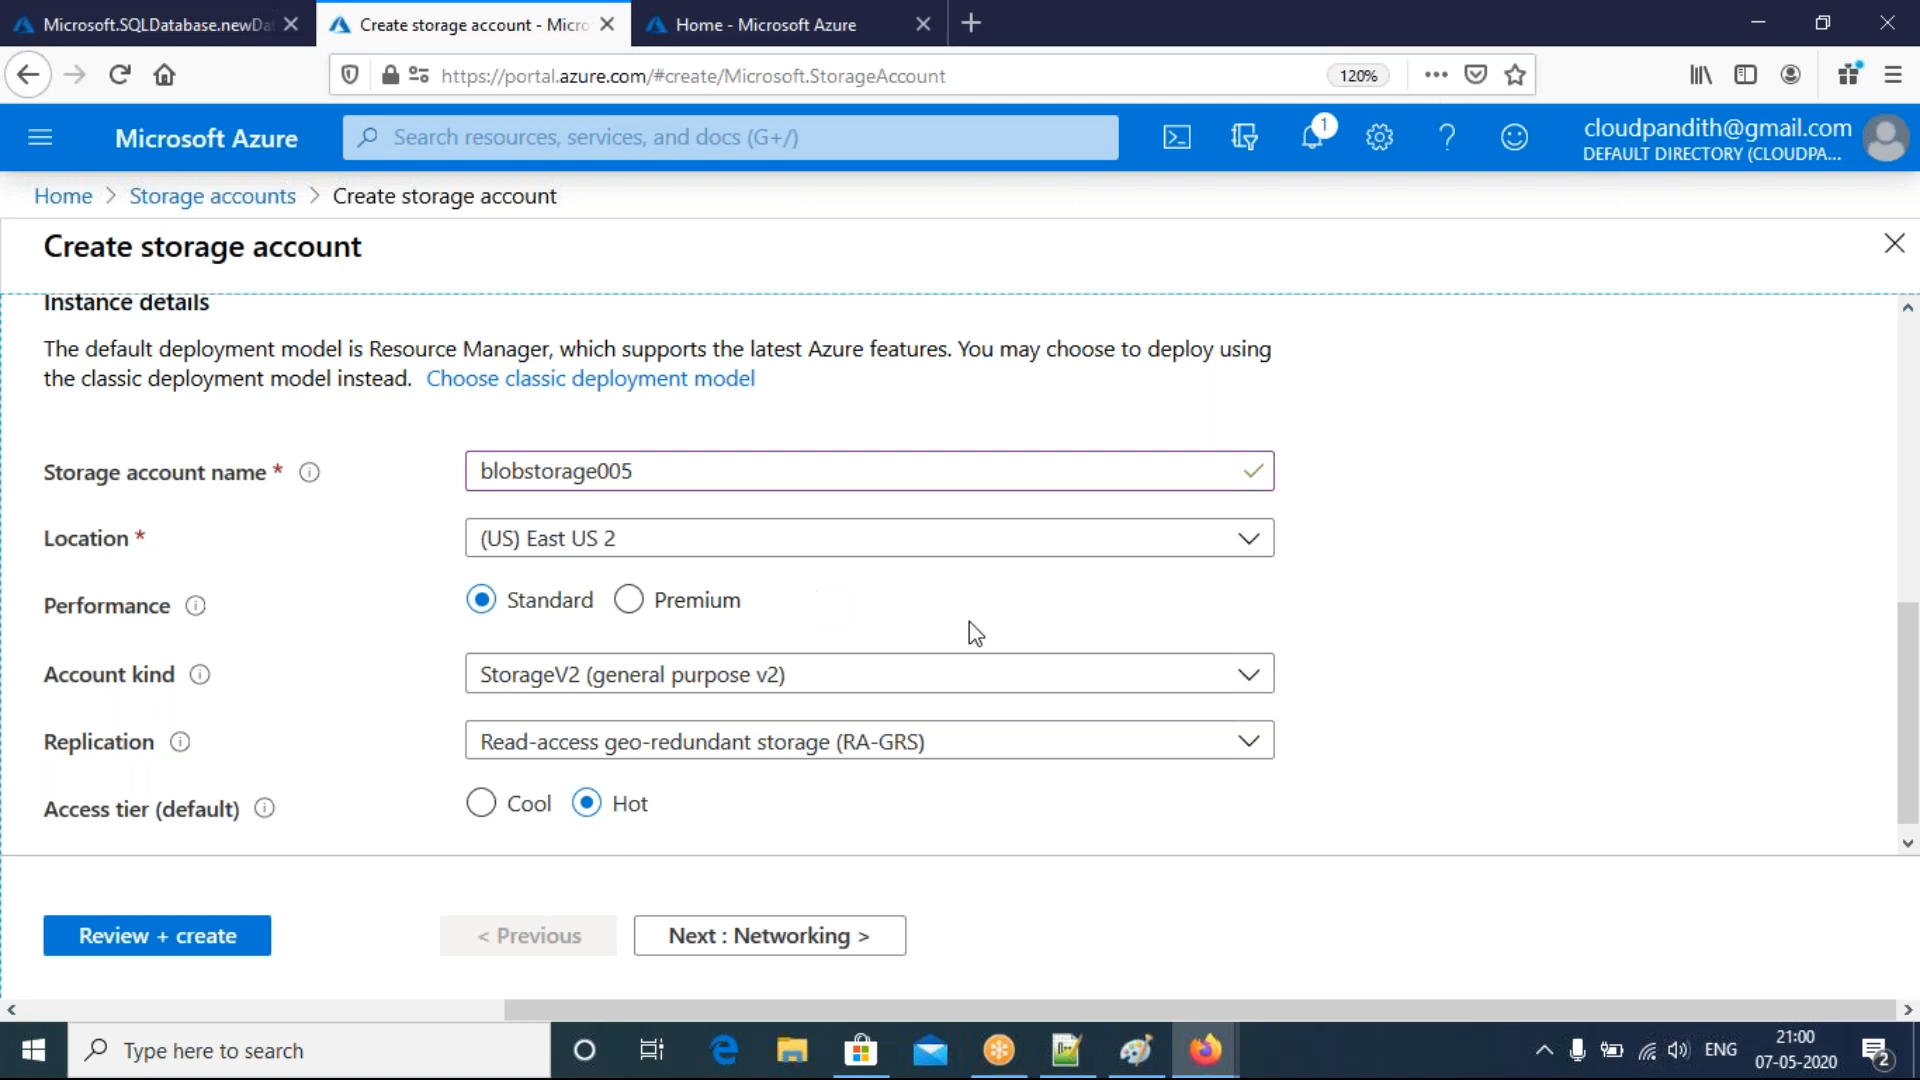 Microsoft.SQLDatabase.newDa
Create storage account - Micro
Home - Microsoft Azure
https://portal.azure.com/#create/Microsoft.StorageAccount
120%
Microsoft Azure
Search resources, services, and docs (G+/)
1
cloudpandith@gmail.com
DEFAULT DIRECTORY (CLOUDPA...
Home > Storage accounts > Create storage account
Create storage account
Instance details
The default deployment model is Resource Manager, which supports the latest Azure features. You may choose to deploy using
the classic deployment model instead. Choose classic deployment model
Storage account name *
blobstorage005
Location *
(US) East US 2
Performance
Standard
Premium
Account kind
StorageV2 (general purpose v2)
Replication
Read-access geo-redundant storage (RA-GRS)
Access tier (default)
Cool
Hot
Review + create
< Previous
Next : Networking >
Type here to search
ENG
21:00
07-05-2020
2